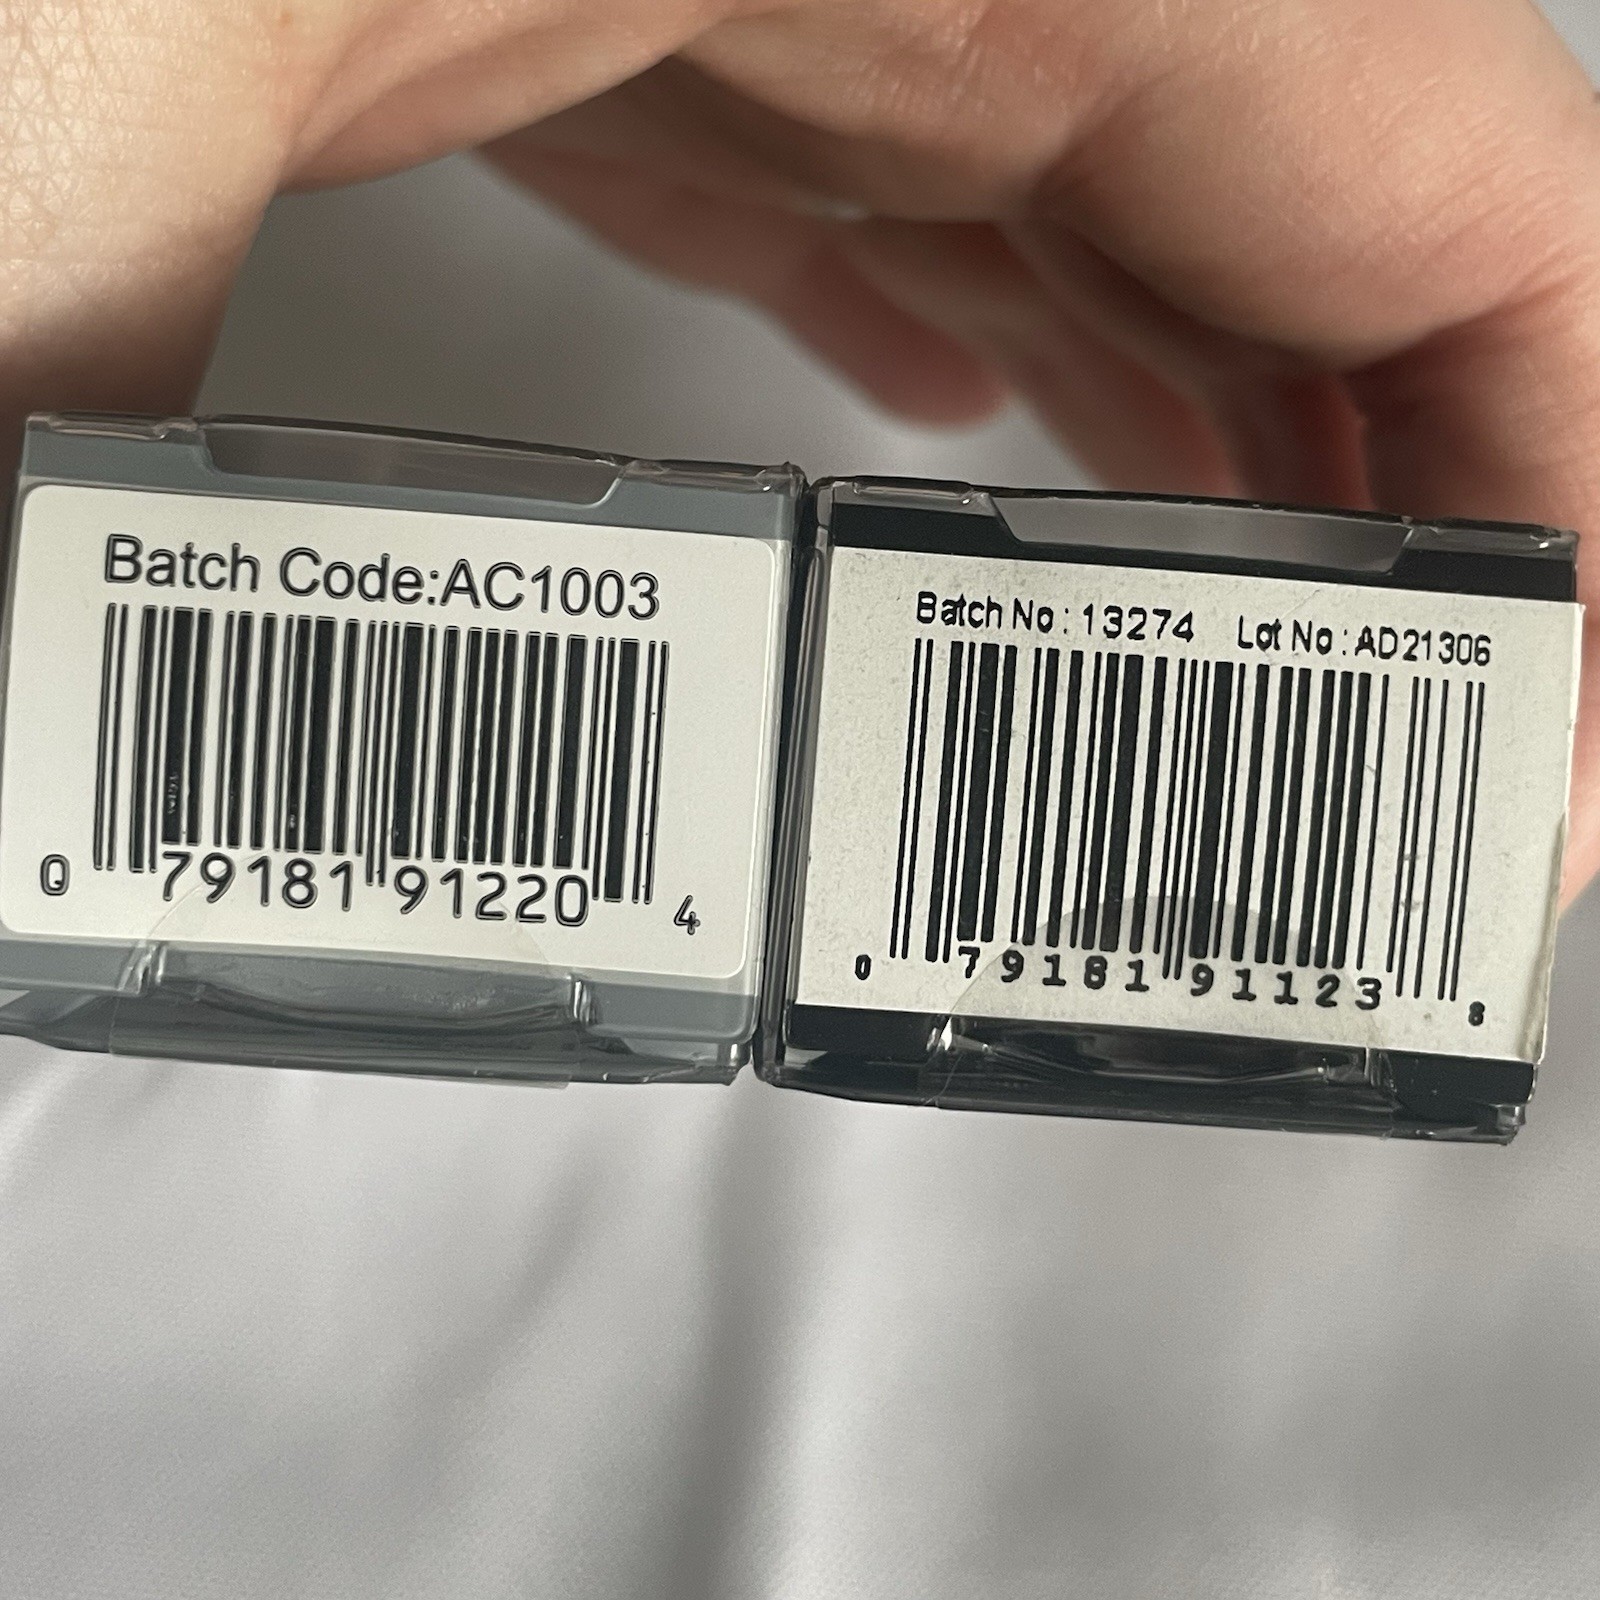 Batch Code:AC1003
0 79181 91220 4
Batch No : 13274 Lot No : AD21306
0 79181 91123 8